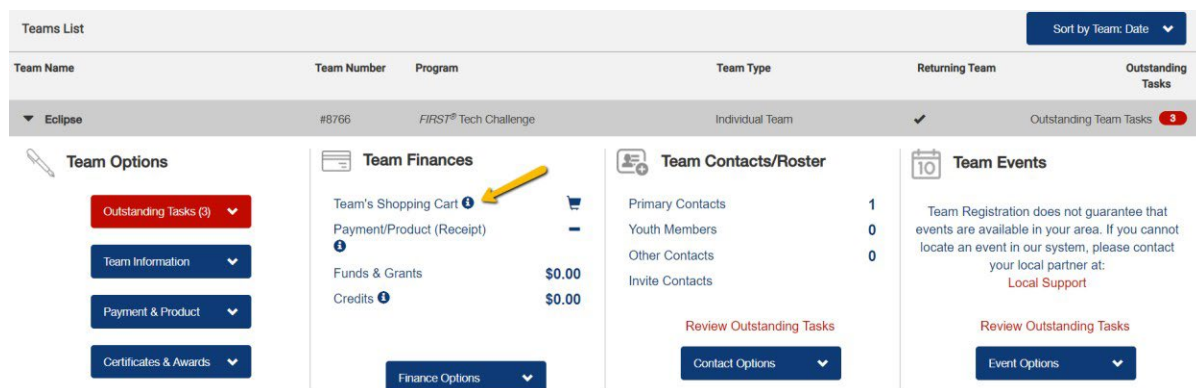 Teams List
Sort by Team: Date
Team Name
Team Number
Program
Team Type
Returning Team
Outstanding
Tasks
Eclipse
#8766
FIRST® Tech Challenge
Individual Team
Outstanding Team Tasks 3
Team Options
Outstanding Tasks (3)
Team Information
Payment & Product
Certificates & Awards
Team Finances
Team's Shopping Cart
Payment/Product (Receipt)
Funds & Grants $0.00
Credits $0.00
Finance Options
Team Contacts/Roster
Primary Contacts 1
Youth Members 0
Other Contacts 0
Invite Contacts
Review Outstanding Tasks
Contact Options
10
Team Events
Team Registration does not guarantee that
events are available in your area. If you cannot
locate an event in our system, please contact
your local partner at:
Local Support
Review Outstanding Tasks
Event Options